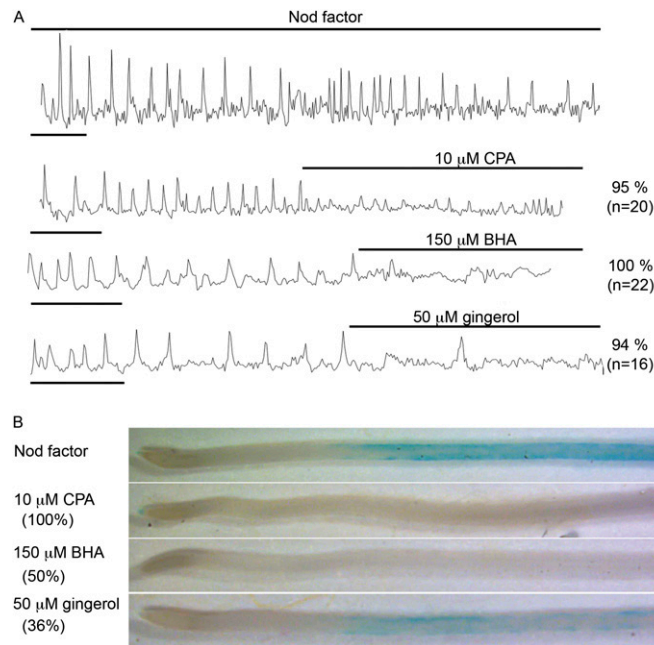 A
Nod factor
10 µM CPA
95 %
(n=20)
150 µM BHA
100 %
(n=22)
50 µM gingerol
94 %
(n=16)
B
Nod factor
10 µM CPA
(100%)
150 µM BHA
(50%)
50 µM gingerol
(36%)